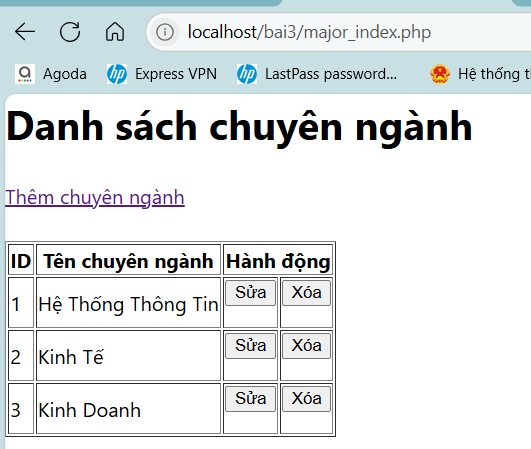 localhost/bai3/major_index.php
Agoda Express VPN LastPass password... Hệ thống
Danh sách chuyên ngành
Thêm chuyên ngành
ID Tên chuyên ngành Hành động
1 Hệ Thống Thông Tin Sửa Xóa
2 Kinh Tế Sửa Xóa
3 Kinh Doanh Sửa Xóa